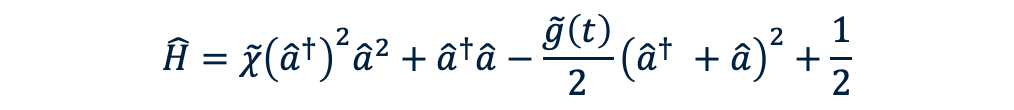 Ĥ = χ̃(â†)²â² + â†â − g̃(t)/2 (â† + â)² + 1/2